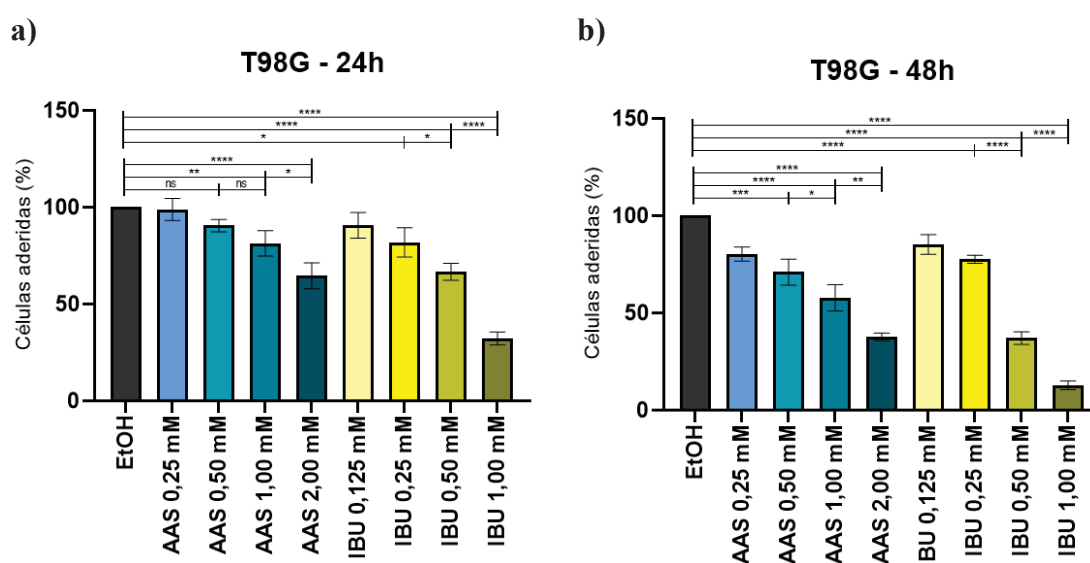 a)
T98G - 24h
Células aderidas (%)
150
100
50
0
****
****
****
*
*
****
**
*
ns
ns
EtOH
AAS 0,25 mM
AAS 0,50 mM
AAS 1,00 mM
AAS 2,00 mM
IBU 0,125 mM
IBU 0,25 mM
IBU 0,50 mM
IBU 1,00 mM
b)
T98G - 48h
Células aderidas (%)
150
100
50
0
****
****
****
****
****
****
****
**
***
*
EtOH
AAS 0,25 mM
AAS 0,50 mM
AAS 1,00 mM
AAS 2,00 mM
BU 0,125 mM
IBU 0,25 mM
IBU 0,50 mM
IBU 1,00 mM